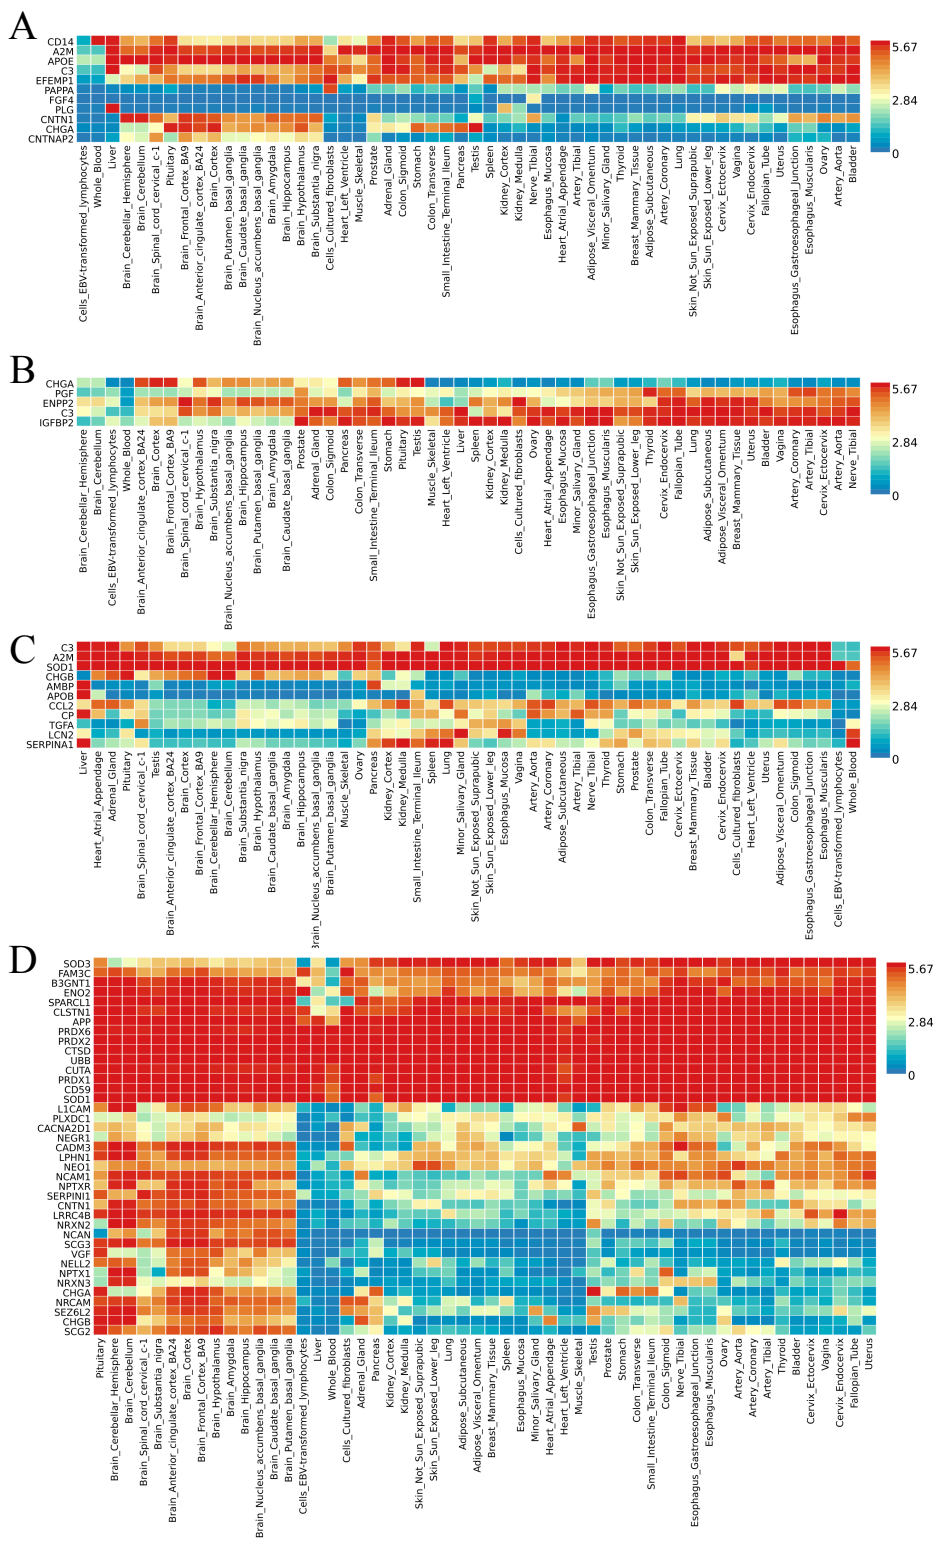 A
CD14
A2M
APOE
C3
EFEMP1
PAPPA
FGF4
PLG
CNTN1
CHGA
CNTNAP2
5.67
2.84
0
Cells_EBV-transformed_lymphocytes
Whole_Blood
Liver
Brain_Cerebellar_Hemisphere
Brain_Cerebellum
Brain_Spinal_cord_cervical_c-1
Pituitary
Brain_Frontal_Cortex_BA9
Brain_Anterior_cingulate_cortex_BA24
Brain_Cortex
Brain_Putamen_basal_ganglia
Brain_Caudate_basal_ganglia
Brain_Nucleus_accumbens_basal_ganglia
Brain_Amygdala
Brain_Hippocampus
Brain_Hypothalamus
Brain_Substantia_nigra
Cells_Cultured_fibroblasts
Heart_Left_Ventricle
Muscle_Skeletal
Prostate
Adrenal_Gland
Colon_Sigmoid
Stomach
Colon_Transverse
Small_Intestine_Terminal_Ileum
Pancreas
Testis
Spleen
Kidney_Cortex
Kidney_Medulla
Nerve_Tibial
Esophagus_Mucosa
Heart_Atrial_Appendage
Artery_Tibial
Adipose_Visceral_Omentum
Minor_Salivary_Gland
Thyroid
Breast_Mammary_Tissue
Adipose_Subcutaneous
Artery_Coronary
Lung
Skin_Not_Sun_Exposed_Suprapubic
Skin_Sun_Exposed_Lower_leg
Cervix_Ectocervix
Vagina
Cervix_Endocervix
Fallopian_Tube
Uterus
Esophagus_Gastroesophageal_Junction
Esophagus_Muscularis
Ovary
Artery_Aorta
Bladder
B
CHGA
PGF
ENPP2
C3
IGFBP2
5.67
2.84
0
Brain_Cerebellar_Hemisphere
Brain_Cerebellum
Cells_EBV-transformed_lymphocytes
Whole_Blood
Brain_Anterior_cingulate_cortex_BA24
Brain_Cortex
Brain_Frontal_Cortex_BA9
Brain_Spinal_cord_cervical_c-1
Brain_Hypothalamus
Brain_Substantia_nigra
Brain_Nucleus_accumbens_basal_ganglia
Brain_Hippocampus
Brain_Putamen_basal_ganglia
Brain_Amygdala
Brain_Caudate_basal_ganglia
Prostate
Adrenal_Gland
Colon_Sigmoid
Pancreas
Colon_Transverse
Small_Intestine_Terminal_Ileum
Stomach
Pituitary
Testis
Muscle_Skeletal
Heart_Left_Ventricle
Liver
Spleen
Kidney_Cortex
Kidney_Medulla
Cells_Cultured_fibroblasts
Ovary
Heart_Atrial_Appendage
Esophagus_Mucosa
Minor_Salivary_Gland
Esophagus_Gastroesophageal_Junction
Esophagus_Muscularis
Skin_Not_Sun_Exposed_Suprapubic
Skin_Sun_Exposed_Lower_leg
Thyroid
Cervix_Endocervix
Fallopian_Tube
Lung
Adipose_Subcutaneous
Adipose_Visceral_Omentum
Breast_Mammary_Tissue
Uterus
Bladder
Vagina
Artery_Coronary
Artery_Tibial
Cervix_Ectocervix
Artery_Aorta
Nerve_Tibial
C
C3
A2M
SOD1
CHGB
AMBP
APOB
CCL2
CP
TGFA
LCN2
SERPINA1
5.67
2.84
0
Liver
Heart_Atrial_Appendage
Adrenal_Gland
Pituitary
Brain_Spinal_cord_cervical_c-1
Testis
Brain_Anterior_cingulate_cortex_BA24
Brain_Cortex
Brain_Frontal_Cortex_BA9
Brain_Cerebellar_Hemisphere
Brain_Cerebellum
Brain_Substantia_nigra
Brain_Hypothalamus
Brain_Caudate_basal_ganglia
Brain_Amygdala
Brain_Hippocampus
Brain_Nucleus_accumbens_basal_ganglia
Brain_Putamen_basal_ganglia
Muscle_Skeletal
Ovary
Pancreas
Kidney_Cortex
Kidney_Medulla
Small_Intestine_Terminal_Ileum
Spleen
Lung
Minor_Salivary_Gland
Skin_Not_Sun_Exposed_Suprapubic
Skin_Sun_Exposed_Lower_leg
Esophagus_Mucosa
Vagina
Artery_Aorta
Artery_Coronary
Adipose_Subcutaneous
Artery_Tibial
Nerve_Tibial
Thyroid
Stomach
Prostate
Colon_Transverse
Fallopian_Tube
Cervix_Ectocervix
Breast_Mammary_Tissue
Bladder
Cervix_Endocervix
Cells_Cultured_fibroblasts
Heart_Left_Ventricle
Uterus
Adipose_Visceral_Omentum
Colon_Sigmoid
Esophagus_Gastroesophageal_Junction
Esophagus_Muscularis
Cells_EBV-transformed_lymphocytes
Whole_Blood
D
SOD3
FAM3C
B3GNT1
ENO2
SPARCL1
CLSTN1
APP
PRDX6
PRDX2
CTSD
UBB
CUTA
PRDX1
CD59
SOD1
L1CAM
PLXDC1
CACNA2D1
NEGR1
CADM3
LPHN1
NEO1
NCAM1
NPTXR
SERPINI1
CNTN1
LRRC4B
NRXN2
NCAN
SCG3
VGF
NELL2
NPTX1
NRXN3
CHGA
NRCAM
SEZ6L2
CHGB
SCG2
5.67
2.84
0
Pituitary
Brain_Cerebellar_Hemisphere
Brain_Cerebellum
Brain_Spinal_cord_cervical_c-1
Brain_Substantia_nigra
Brain_Anterior_cingulate_cortex_BA24
Brain_Cortex
Brain_Frontal_Cortex_BA9
Brain_Hypothalamus
Brain_Amygdala
Brain_Hippocampus
Brain_Nucleus_accumbens_basal_ganglia
Brain_Caudate_basal_ganglia
Brain_Putamen_basal_ganglia
Cells_EBV-transformed_lymphocytes
Liver
Whole_Blood
Cells_Cultured_fibroblasts
Adrenal_Gland
Pancreas
Kidney_Cortex
Kidney_Medulla
Skin_Not_Sun_Exposed_Suprapubic
Skin_Sun_Exposed_Lower_leg
Lung
Adipose_Subcutaneous
Adipose_Visceral_Omentum
Breast_Mammary_Tissue
Spleen
Esophagus_Mucosa
Minor_Salivary_Gland
Heart_Atrial_Appendage
Heart_Left_Ventricle
Muscle_Skeletal
Testis
Prostate
Stomach
Colon_Transverse
Small_Intestine_Terminal_Ileum
Colon_Sigmoid
Nerve_Tibial
Esophagus_Gastroesophageal_Junction
Esophagus_Muscularis
Ovary
Artery_Aorta
Artery_Coronary
Artery_Tibial
Thyroid
Bladder
Cervix_Ectocervix
Vagina
Cervix_Endocervix
Fallopian_Tube
Uterus